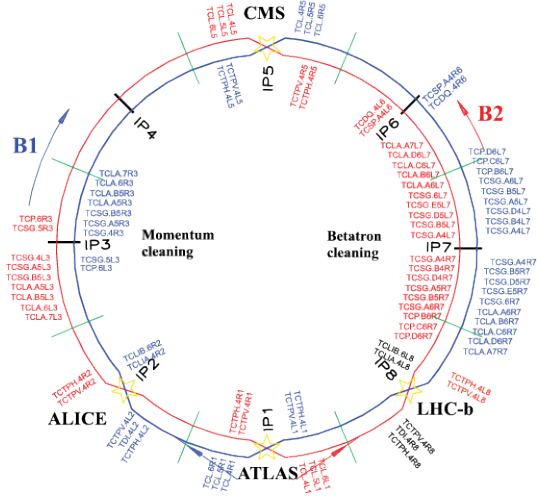 CMS
TCL.6L5
TCL.5L5
TCL.4L5
TCL.4R5
TCL.5R5
TCL.6R5
TCTPV.4L5
TCTPH.4L5
IP5
TCTPV.4R5
TCTPH.4R5
TCDQ.4L6
TCSP.A4L6
IP6
TCSP.A4R6
TCDQ.4R6
B1
B2
IP4
TCP.6R3
TCSG.5R3
TCLA.7R3
TCLA.6R3
TCLA.B5R3
TCLA.A5R3
TCSG.B5R3
TCSG.A5R3
TCSG.4R3
IP3
TCSG.5L3
TCP.6L3
TCSG.4L3
TCSG.A5L3
TCSG.B5L3
TCLA.A5L3
TCLA.B5L3
TCLA.6L3
TCLA.7L3
Momentum
cleaning
Betatron
cleaning
TCLA.A7L7
TCLA.D6L7
TCLA.C6L7
TCLA.B6L7
TCLA.A6L7
TCSG.6L7
TCSG.E5L7
TCSG.D5L7
TCSG.B5L7
TCSG.A4L7
TCP.D6L7
TCP.C6L7
TCP.B6L7
TCSG.A6L7
TCSG.B5L7
TCSG.A5L7
TCSG.D4L7
TCSG.B4L7
TCSG.A4L7
IP7
TCSG.A4R7
TCSG.B4R7
TCSG.D4R7
TCSG.A5R7
TCSG.B5R7
TCSG.A6R7
TCP.B6R7
TCP.C6R7
TCP.D6R7
TCSG.A4R7
TCSG.B5R7
TCSG.D5R7
TCSG.E5R7
TCSG.6R7
TCLA.A6R7
TCLA.B6R7
TCLA.C6R7
TCLA.D6R7
TCLA.A7R7
TCLIB.6R2
TCLIA.4R2
IP2
TCTPH.4R2
TCTPV.4R2
ALICE
TCTPV.4L2
TDI.4L2
TCTPH.4L2
TCLIB.6L8
TCLIA.4L8
IP8
TCTPH.4L8
TCTPV.4L8
LHC-b
TCTPV.4R8
TDI.4R8
TCTPH.4R8
TCTPH.4R1
TCTPV.4R1
IP1
TCTPH.4L1
TCTPV.4L1
ATLAS
TCL.6R1
TCL.5R1
TCL.4R1
TCL.6L1
TCL.5L1
TCL.4L1